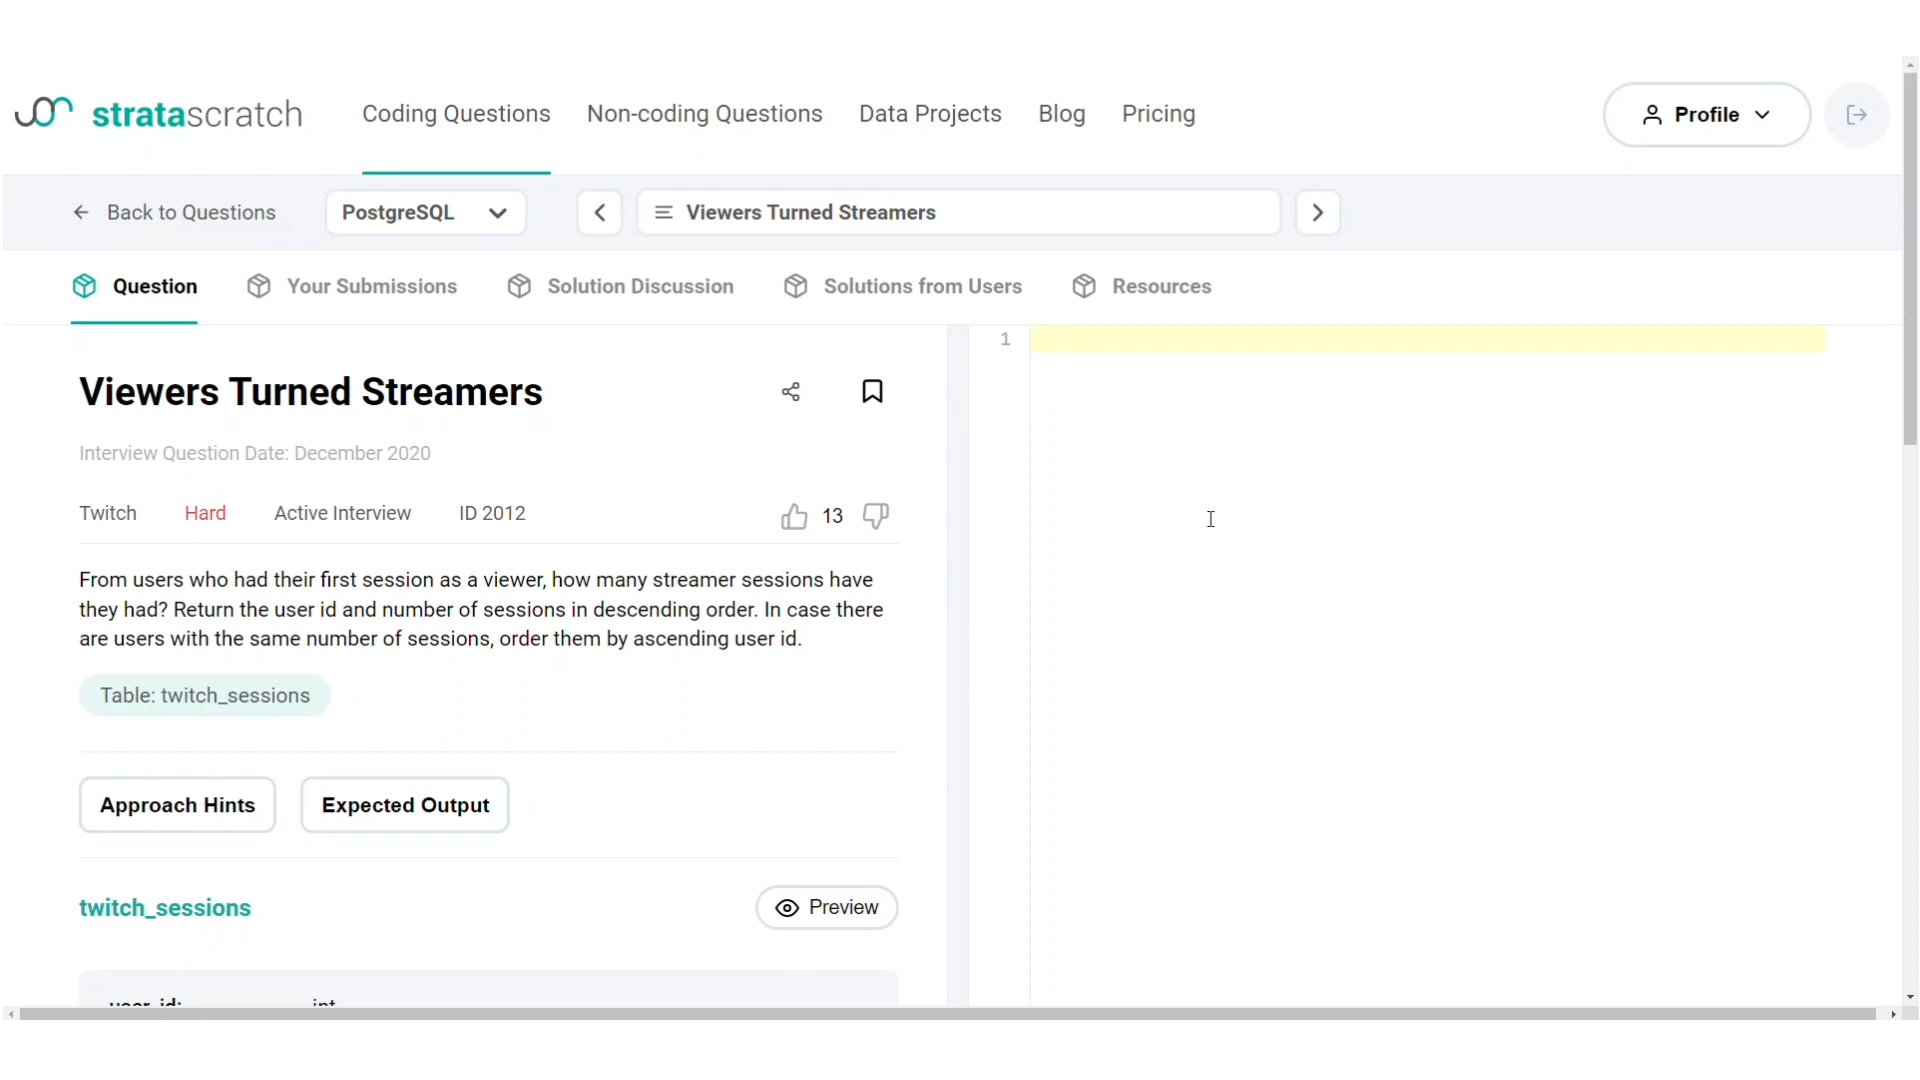 stratascratch
Coding Questions
Non-coding Questions
Data Projects
Blog
Pricing
Profile
Back to Questions
PostgreSQL
Viewers Turned Streamers
Question
Your Submissions
Solution Discussion
Solutions from Users
Resources
1
Viewers Turned Streamers
Interview Question Date: December 2020
Twitch Hard Active Interview ID 2012
13
From users who had their first session as a viewer, how many streamer sessions have
they had? Return the user id and number of sessions in descending order. In case there
are users with the same number of sessions, order them by ascending user id.
Table: twitch_sessions
Approach Hints
Expected Output
twitch_sessions
Preview
user_id: int